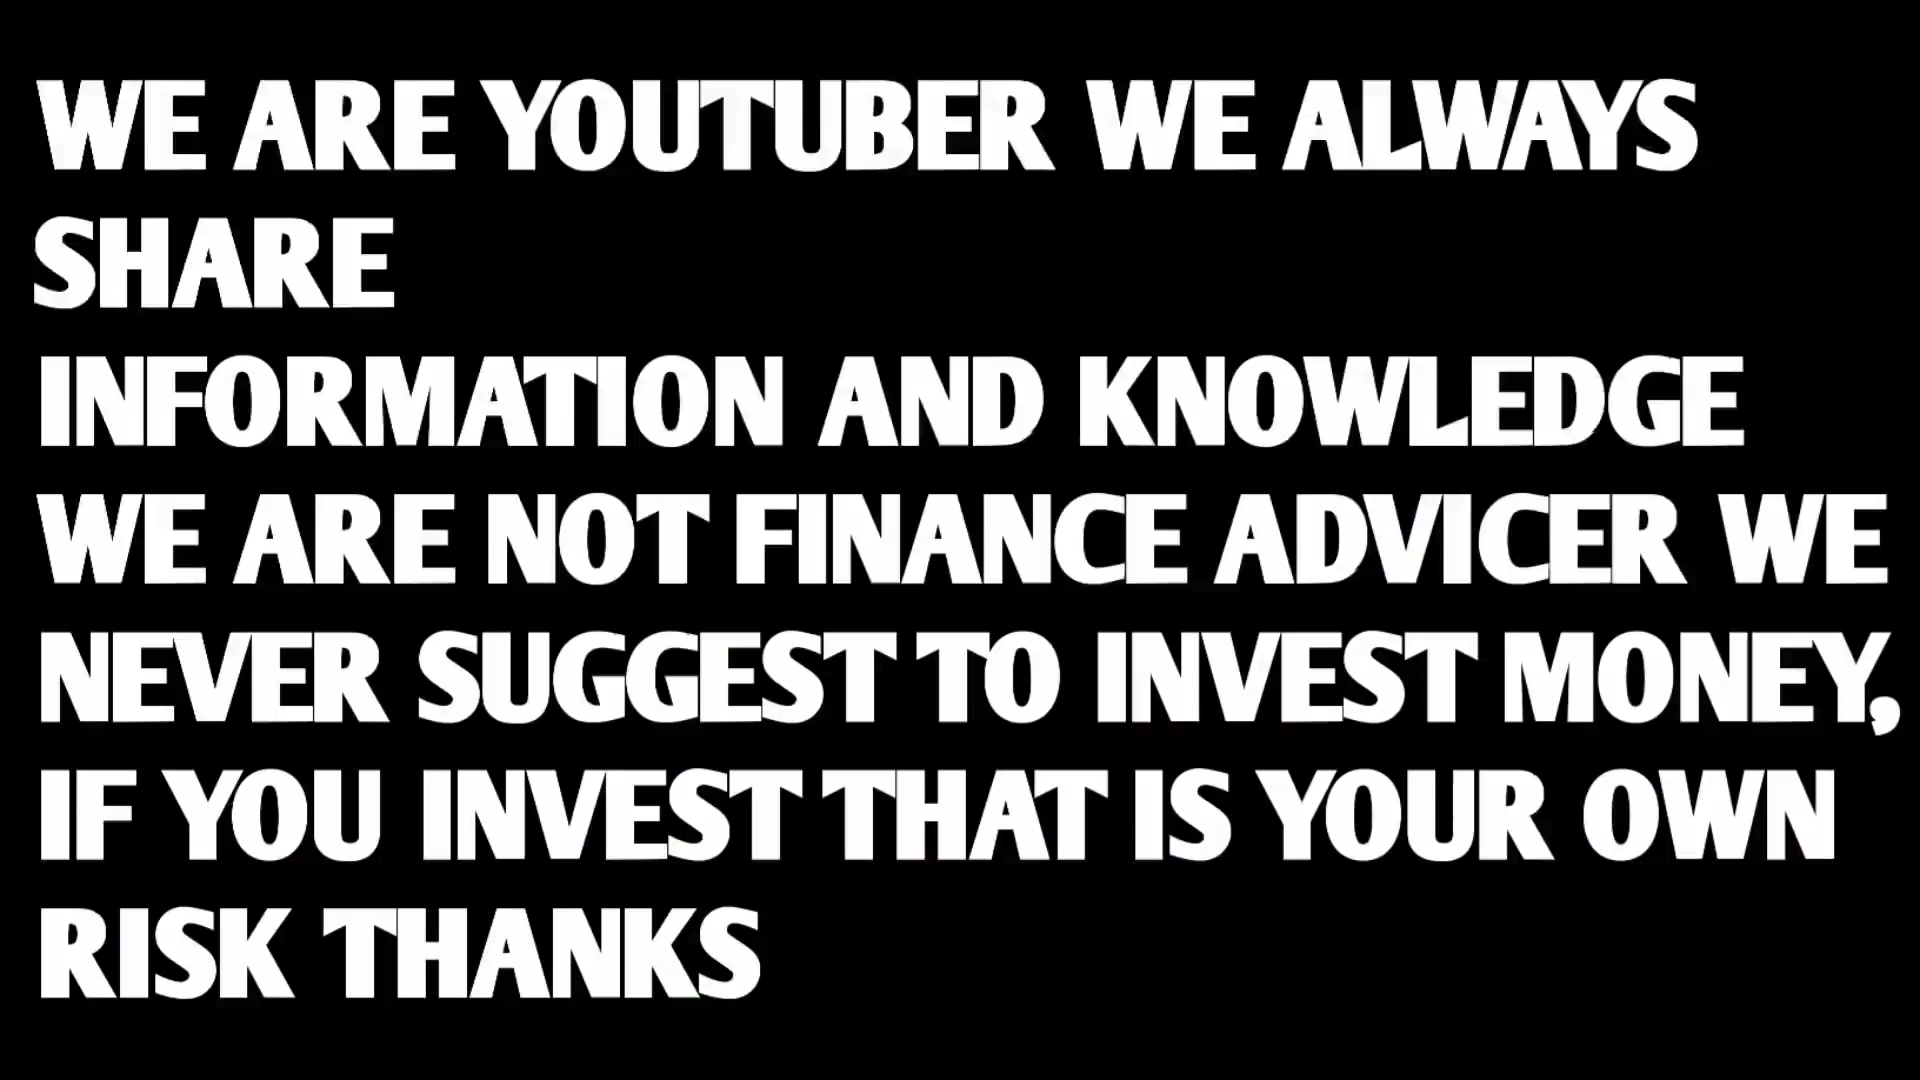 WE ARE YOUTUBER WE ALWAYS
SHARE
INFORMATION AND KNOWLEDGE
WE ARE NOT FINANCE ADVICER WE
NEVER SUGGEST TO INVEST MONEY,
IF YOU INVEST THAT IS YOUR OWN
RISK THANKS